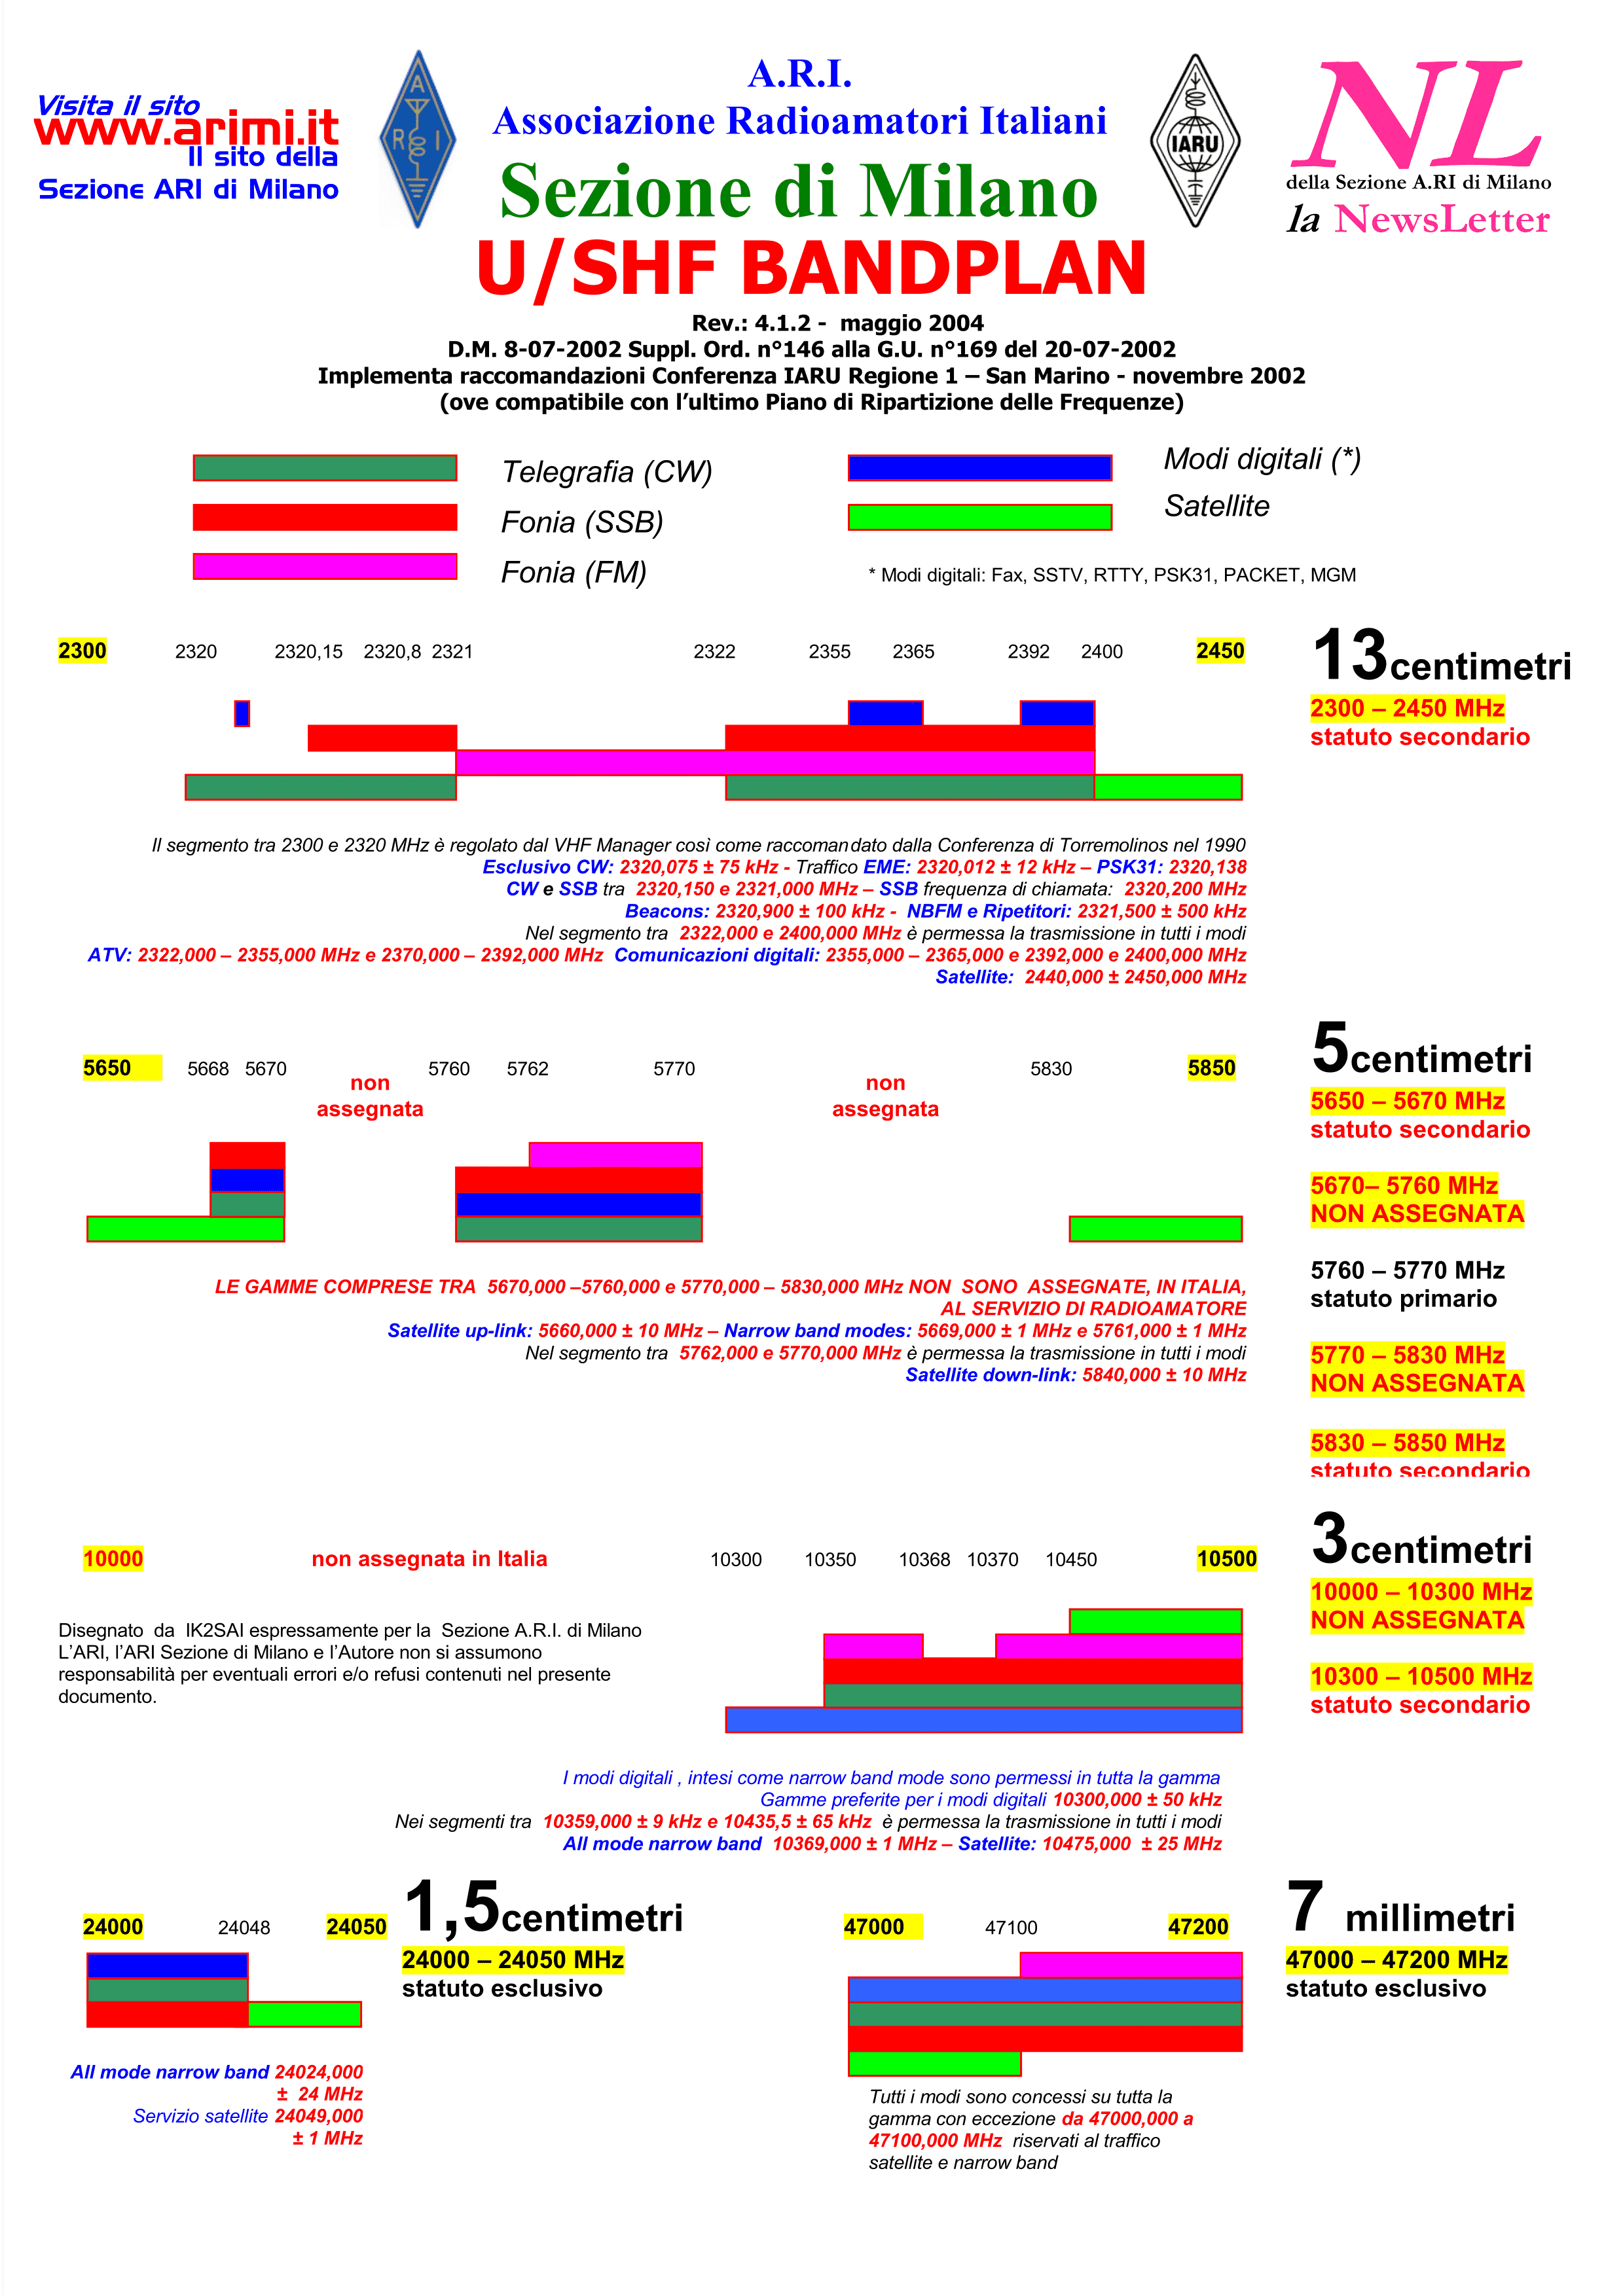 Visita il sito
www.arimi.it
Il sito della
Sezione ARI di Milano
A
R I
A.R.I.
Associazione Radioamatori Italiani
Sezione di Milano
U/SHF BANDPLAN
IARU
NL
della Sezione A.RI di Milano
la NewsLetter
Rev.: 4.1.2 - maggio 2004
D.M. 8-07-2002 Suppl. Ord. n°146 alla G.U. n°169 del 20-07-2002
Implementa raccomandazioni Conferenza IARU Regione 1 – San Marino - novembre 2002
(ove compatibile con l’ultimo Piano di Ripartizione delle Frequenze)
Telegrafia (CW)
Fonia (SSB)
Fonia (FM)
Modi digitali (*)
Satellite
* Modi digitali: Fax, SSTV, RTTY, PSK31, PACKET, MGM
2300 2320 2320,15 2320,8 2321 2322 2355 2365 2392 2400 2450
13centimetri
2300 – 2450 MHz
statuto secondario
Il segmento tra 2300 e 2320 MHz è regolato dal VHF Manager così come raccomandato dalla Conferenza di Torremolinos nel 1990
Esclusivo CW: 2320,075 ± 75 kHz - Traffico EME: 2320,012 ± 12 kHz – PSK31: 2320,138
CW e SSB tra 2320,150 e 2321,000 MHz – SSB frequenza di chiamata: 2320,200 MHz
Beacons: 2320,900 ± 100 kHz - NBFM e Ripetitori: 2321,500 ± 500 kHz
Nel segmento tra 2322,000 e 2400,000 MHz è permessa la trasmissione in tutti i modi
ATV: 2322,000 – 2355,000 MHz e 2370,000 – 2392,000 MHz Comunicazioni digitali: 2355,000 – 2365,000 e 2392,000 e 2400,000 MHz
Satellite: 2440,000 ± 2450,000 MHz
5650 5668 5670 5760 5762 5770 5830 5850
non
assegnata
non
assegnata
5centimetri
5650 – 5670 MHz
statuto secondario
5670– 5760 MHz
NON ASSEGNATA
5760 – 5770 MHz
statuto primario
5770 – 5830 MHz
NON ASSEGNATA
5830 – 5850 MHz
statuto secondario
LE GAMME COMPRESE TRA 5670,000 –5760,000 e 5770,000 – 5830,000 MHz NON SONO ASSEGNATE, IN ITALIA,
AL SERVIZIO DI RADIOAMATORE
Satellite up-link: 5660,000 ± 10 MHz – Narrow band modes: 5669,000 ± 1 MHz e 5761,000 ± 1 MHz
Nel segmento tra 5762,000 e 5770,000 MHz è permessa la trasmissione in tutti i modi
Satellite down-link: 5840,000 ± 10 MHz
10000 non assegnata in Italia 10300 10350 10368 10370 10450 10500
3centimetri
10000 – 10300 MHz
NON ASSEGNATA
10300 – 10500 MHz
statuto secondario
Disegnato da IK2SAI espressamente per la Sezione A.R.I. di Milano
L’ARI, l’ARI Sezione di Milano e l’Autore non si assumono
responsabilità per eventuali errori e/o refusi contenuti nel presente
documento.
I modi digitali , intesi come narrow band mode sono permessi in tutta la gamma
Gamme preferite per i modi digitali 10300,000 ± 50 kHz
Nei segmenti tra 10359,000 ± 9 kHz e 10435,5 ± 65 kHz è permessa la trasmissione in tutti i modi
All mode narrow band 10369,000 ± 1 MHz – Satellite: 10475,000 ± 25 MHz
24000 24048 24050
1,5centimetri
24000 – 24050 MHz
statuto esclusivo
All mode narrow band 24024,000
± 24 MHz
Servizio satellite 24049,000
± 1 MHz
47000 47100 47200
7 millimetri
47000 – 47200 MHz
statuto esclusivo
Tutti i modi sono concessi su tutta la
gamma con eccezione da 47000,000 a
47100,000 MHz riservati al traffico
satellite e narrow band